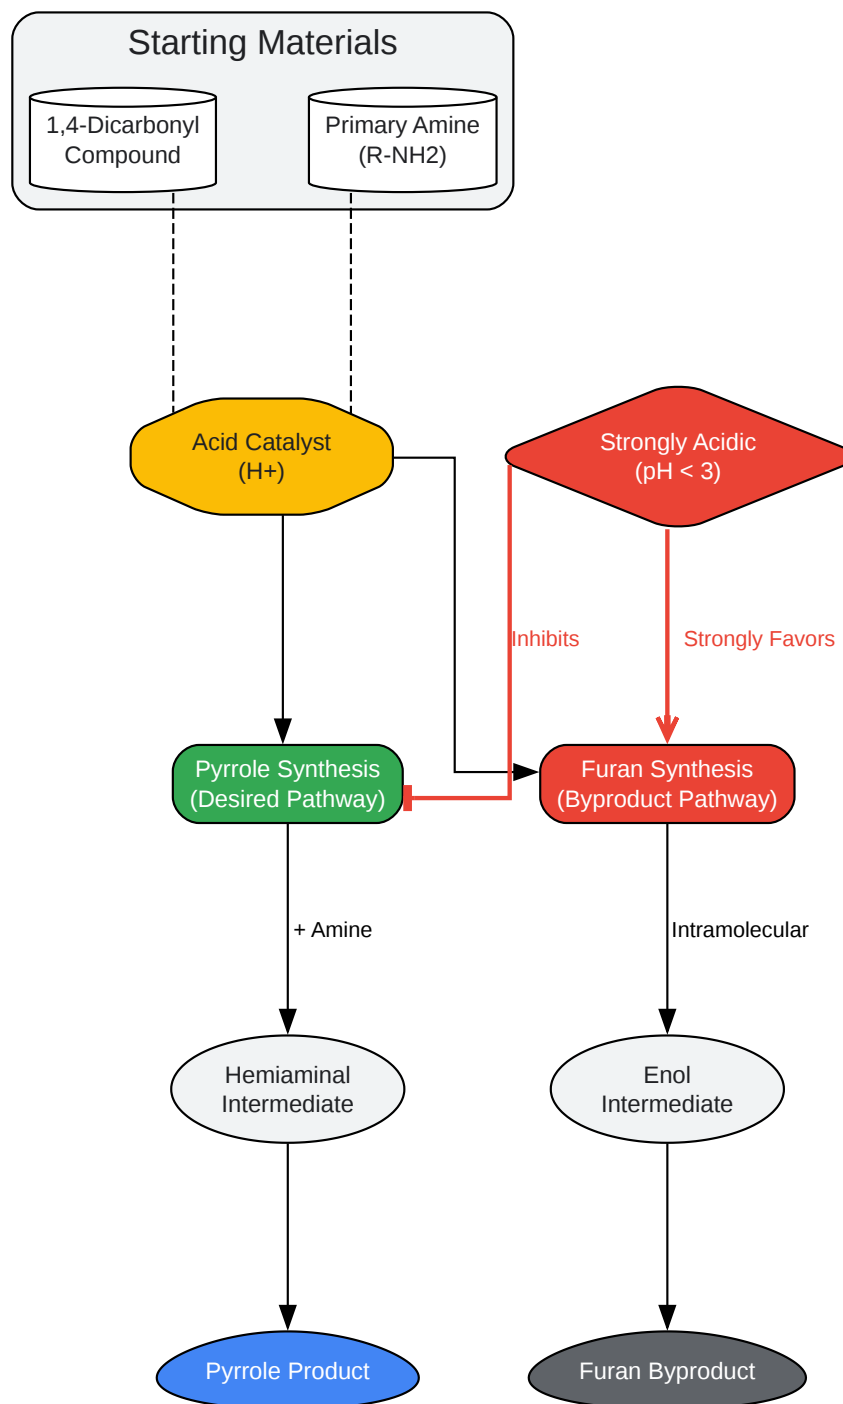 Starting Materials
1,4-Dicarbonyl
Compound
Primary Amine
(R-NH2)
Acid Catalyst
(H+)
Strongly Acidic
(pH < 3)
Inhibits
Strongly Favors
Pyrrole Synthesis
(Desired Pathway)
Furan Synthesis
(Byproduct Pathway)
+ Amine
Intramolecular
Hemiaminal
Intermediate
Enol
Intermediate
Pyrrole Product
Furan Byproduct